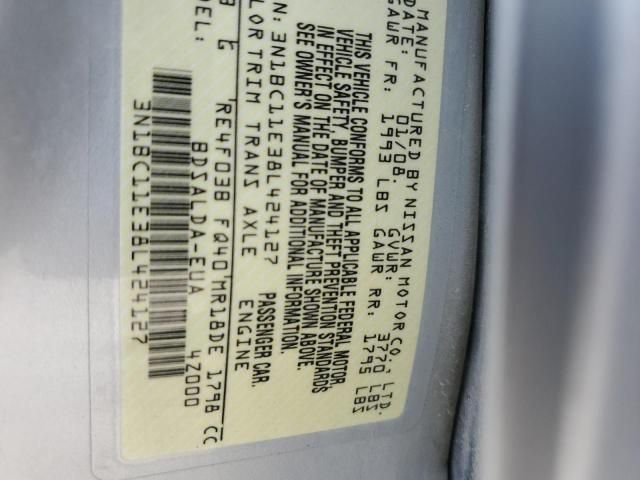 MANUFACTURED BY NISSAN MOTOR CO., LTD.
DATE: 01/08. GVWR: 3770 LBS
GAWR FR: 1993 LBS GAWR RR: 1795 LBS
THIS VEHICLE CONFORMS TO ALL APPLICABLE FEDERAL MOTOR
VEHICLE SAFETY, BUMPER AND THEFT PREVENTION STANDARDS
IN EFFECT ON THE DATE OF MANUFACTURE SHOWN ABOVE.
SEE OWNER'S MANUAL FOR ADDITIONAL INFORMATION.
3N1BC11E38L424127 PASSENGER CAR.
LOR TRIM TRANS AXLE ENGINE
B G RE4F03B FQ40 MR18DE 1798 CC
DEL: BDSALDA-EUA 4Z000
3N1BC11E38L424127